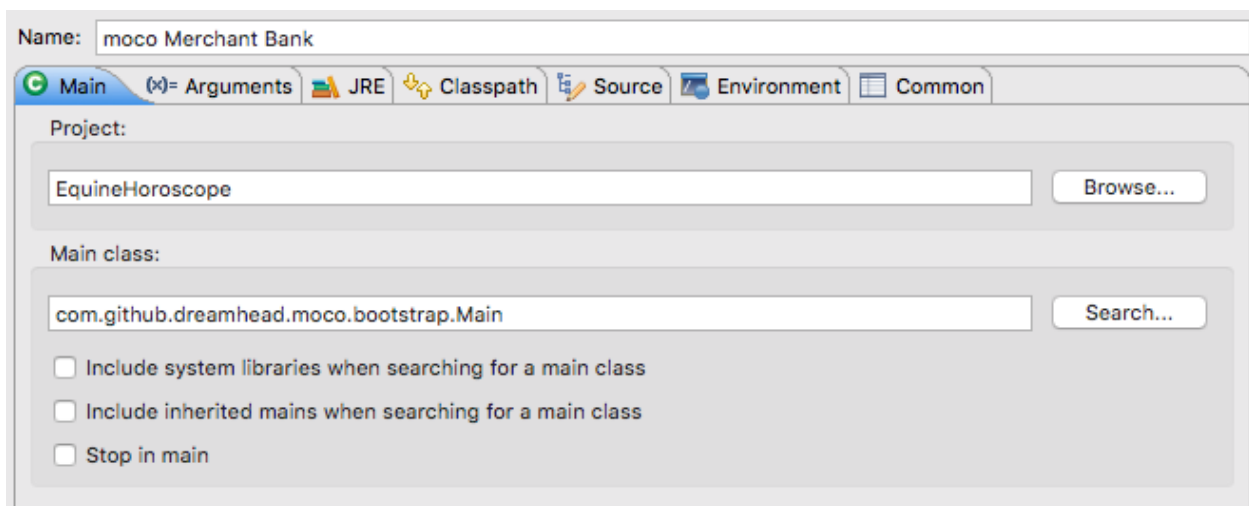 Name: moco Merchant Bank
Main (x)= Arguments JRE Classpath Source Environment Common
Project:
EquineHoroscope Browse...
Main class:
com.github.dreamhead.moco.bootstrap.Main Search...
Include system libraries when searching for a main class
Include inherited mains when searching for a main class
Stop in main